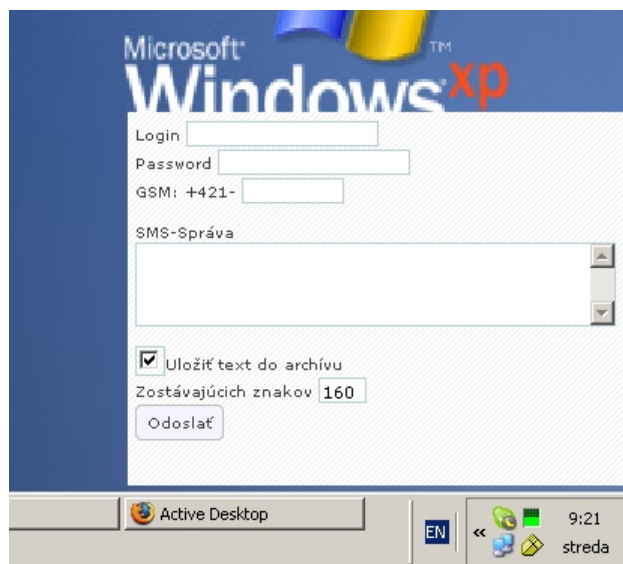 Microsoft®
TM
Windows xp
Login
Password
GSM: +421-
SMS-Správa
Uložiť text do archívu
Zostávajúcich znakov 160
Odoslať
Active Desktop
EN
«
9:21
streda